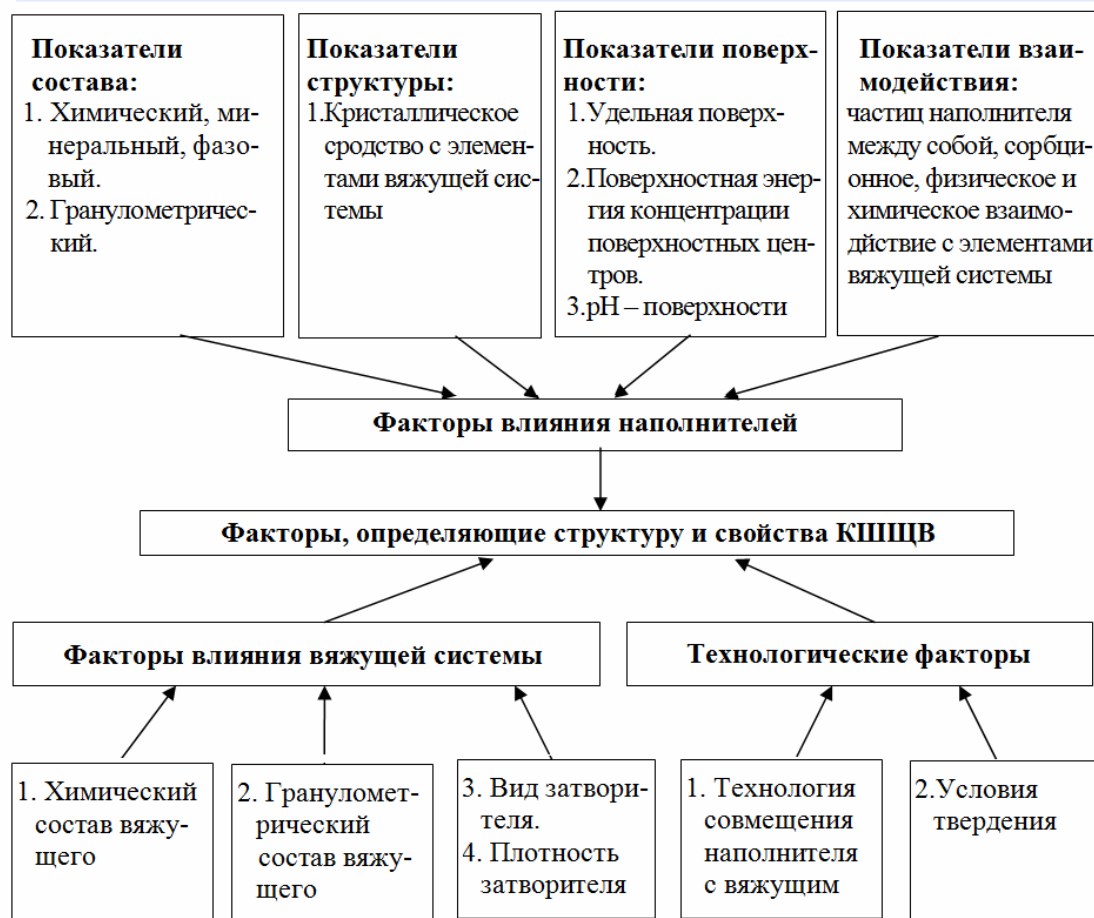 Показатели
состава:
1. Химический, ми-
неральный, фазо-
вый.
2. Гранулометричес-
кий.
Показатели
структуры:
1.Кристаллическое
сродство с элемен-
тами вяжущей сис-
темы
Показатели поверх-
ности:
1.Удельная поверх-
ность.
2.Поверхностная энер-
гия концентрации
поверхностных цен-
тров.
3.pH – поверхности
Показатели взаи-
модействия:
частиц наполнителя
между собой, сорбци-
онное, физическое и
химическое взаимо-
дйствие с элементами
вяжущей системы
Факторы влияния наполнителей
Факторы, определяющие структуру и свойства КШЩВ
Факторы влияния вяжущей системы
Технологические факторы
1. Химический
состав вяжу-
щего
2. Грануломет-
рический
состав вяжу-
щего
3. Вид затвори-
теля.
4. Плотность
затворителя
1. Технология
совмещения
наполнителя
с вяжущим
2.Условия
твердения